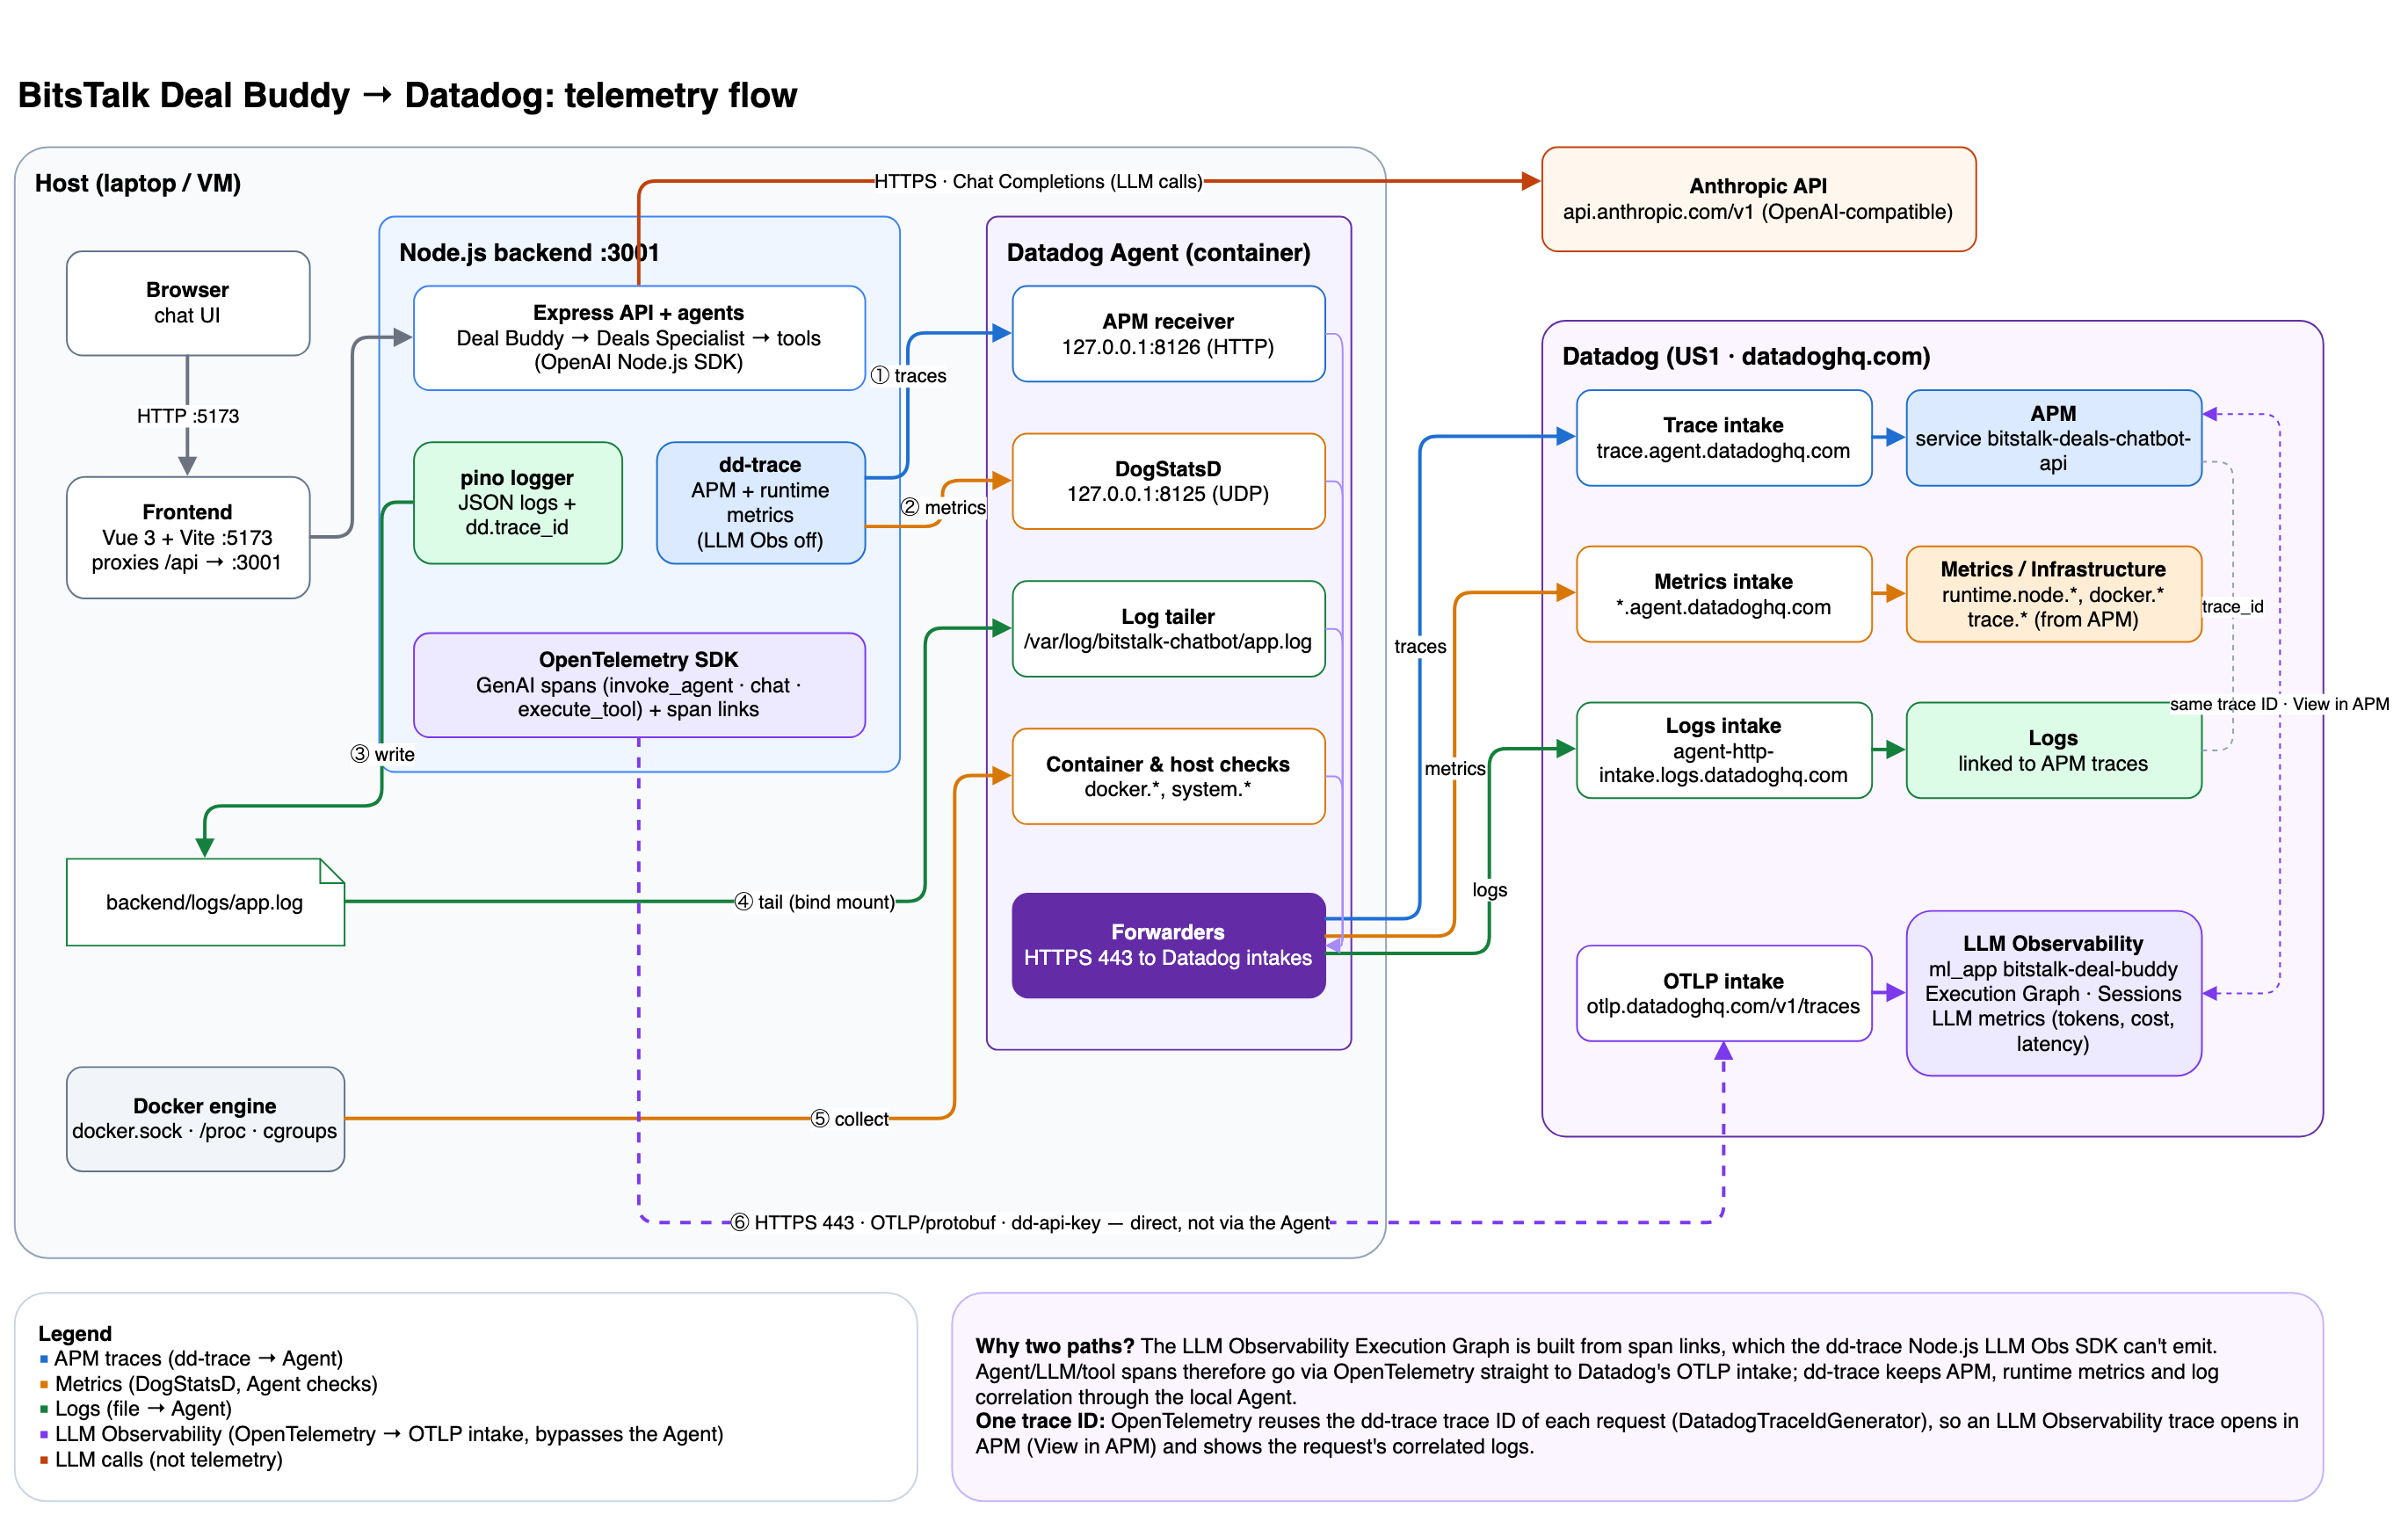 BitsTalk Deal Buddy → Datadog: telemetry flow
Host (laptop / VM)
HTTPS · Chat Completions (LLM calls)
Anthropic API
api.anthropic.com/v1 (OpenAI-compatible)
Browser
chat UI
HTTP :5173
Frontend
Vue 3 + Vite :5173
proxies /api → :3001
Node.js backend :3001
Express API + agents
Deal Buddy → Deals Specialist → tools
(OpenAI Node.js SDK)
pino logger
JSON logs +
dd.trace_id
dd-trace
APM + runtime
metrics
(LLM Obs off)
OpenTelemetry SDK
GenAI spans (invoke_agent · chat ·
execute_tool) + span links
① traces
② metrics
③ write
backend/logs/app.log
④ tail (bind mount)
Docker engine
docker.sock · /proc · cgroups
⑤ collect
⑥ HTTPS 443 · OTLP/protobuf · dd-api-key — direct, not via the Agent
Datadog Agent (container)
APM receiver
127.0.0.1:8126 (HTTP)
DogStatsD
127.0.0.1:8125 (UDP)
Log tailer
/var/log/bitstalk-chatbot/app.log
Container & host checks
docker.*, system.*
Forwarders
HTTPS 443 to Datadog intakes
traces
metrics
logs
Datadog (US1 · datadoghq.com)
Trace intake
trace.agent.datadoghq.com
APM
service bitstalk-deals-chatbot-
api
Metrics intake
*.agent.datadoghq.com
Metrics / Infrastructure
runtime.node.*, docker.*
trace.* (from APM)
trace_id
Logs intake
agent-http-
intake.logs.datadoghq.com
Logs
linked to APM traces
same trace ID · View in APM
OTLP intake
otlp.datadoghq.com/v1/traces
LLM Observability
ml_app bitstalk-deal-buddy
Execution Graph · Sessions
LLM metrics (tokens, cost,
latency)
Legend
APM traces (dd-trace → Agent)
Metrics (DogStatsD, Agent checks)
Logs (file → Agent)
LLM Observability (OpenTelemetry → OTLP intake, bypasses the Agent)
LLM calls (not telemetry)
Why two paths? The LLM Observability Execution Graph is built from span links, which the dd-trace Node.js LLM Obs SDK can't emit.
Agent/LLM/tool spans therefore go via OpenTelemetry straight to Datadog's OTLP intake; dd-trace keeps APM, runtime metrics and log
correlation through the local Agent.
One trace ID: OpenTelemetry reuses the dd-trace trace ID of each request (DatadogTraceIdGenerator), so an LLM Observability trace opens in
APM (View in APM) and shows the request's correlated logs.